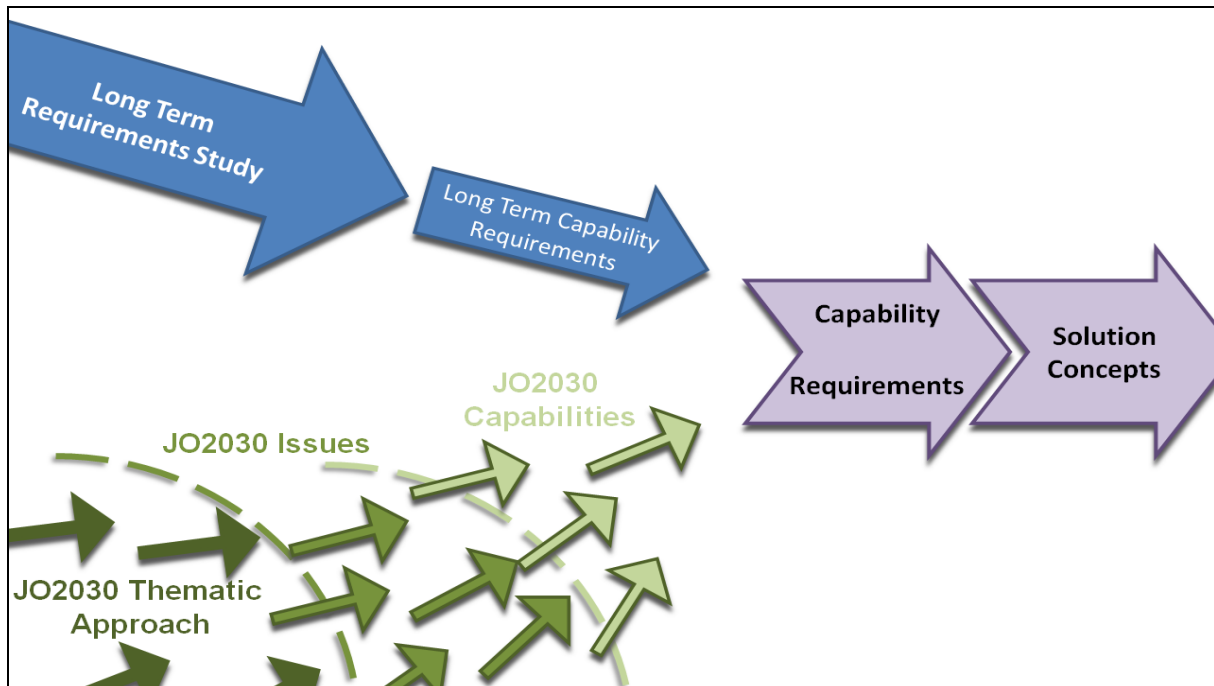 Long Term
Requirements Study
Long Term Capability
Requirements
Capability
Requirements
Solution
Concepts
JO2030
Capabilities
JO2030 Issues
JO2030 Thematic
Approach